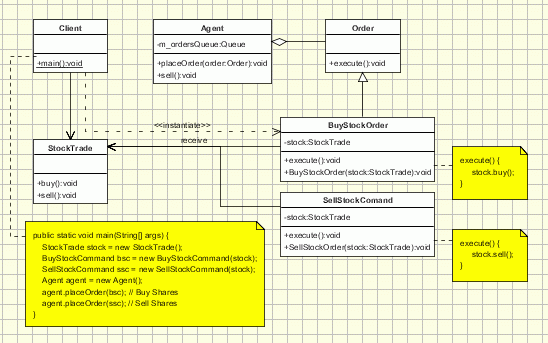 Client
+main():void
Agent
-m_ordersQueue:Queue
+placeOrder(order:Order):void
+sell():void
Order
+execute():void
<<instantiate>>
receive
StockTrade
+buy():void
+sell():void
BuyStockOrder
-stock:StockTrade
+execute():void
+BuyStockOrder(stock:StockTrade):void
execute() {
stock.buy();
}
SellStockComand
-stock:StockTrade
+execute():void
+SellStockOrder(stock:StockTrade):void
execute() {
stock.sell();
}
public static void main(String[] args) {
StockTrade stock = new StockTrade();
BuyStockCommand bsc = new BuyStockCommand(stock);
SellStockCommand ssc = new SellStockCommand(stock);
Agent agent = new Agent();
agent.placeOrder(bsc); // Buy Shares
agent.placeOrder(ssc); // Sell Shares
}